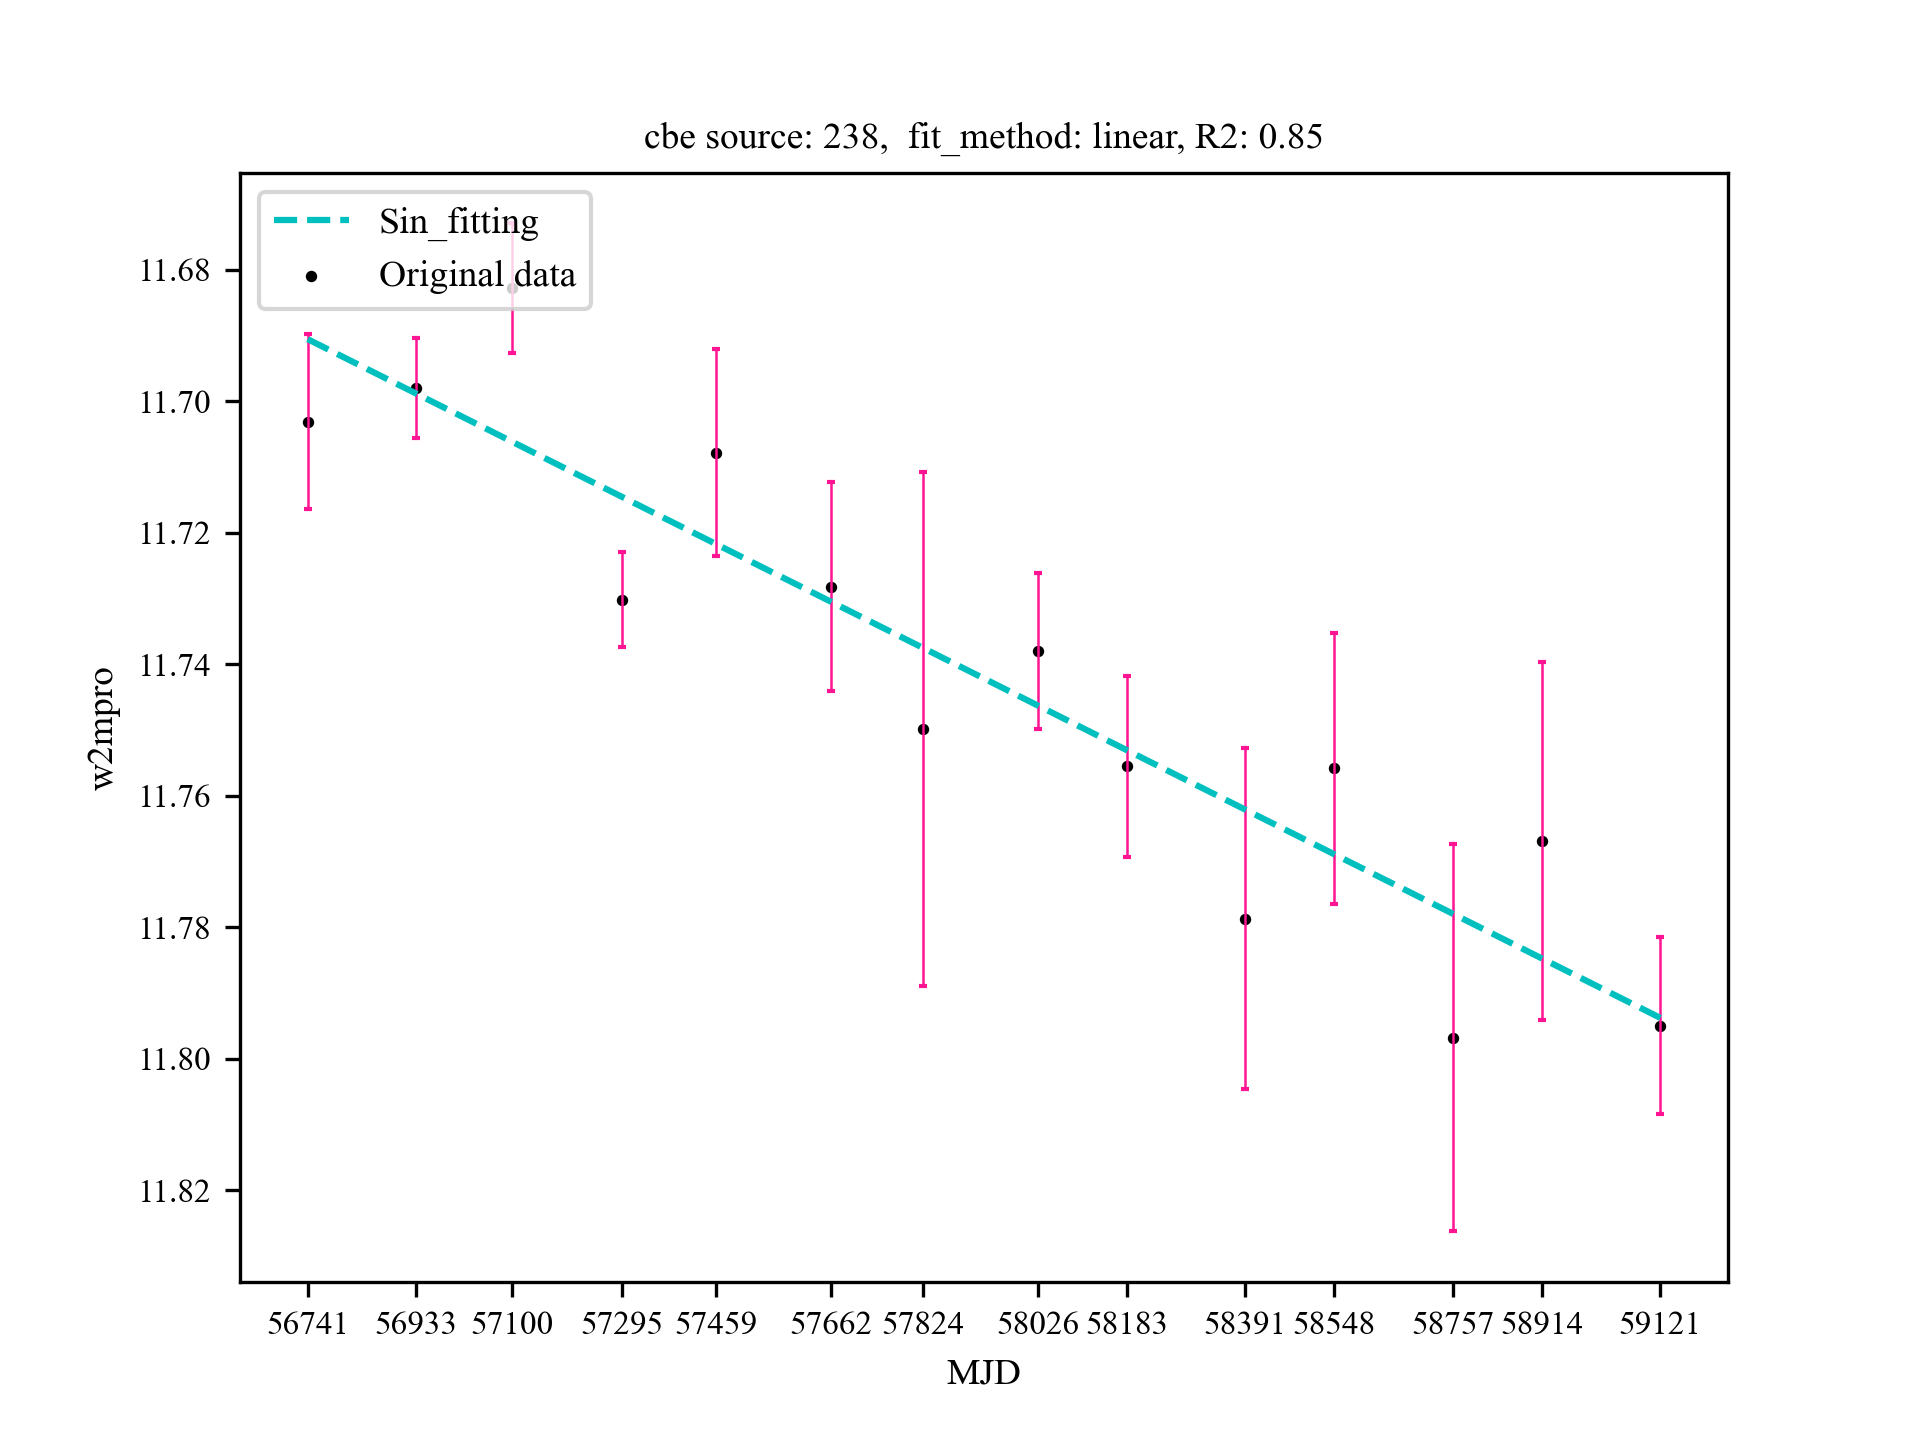 cbe source: 238,  fit_method: linear, R2: 0.85
Sin_fitting
Original data
11.68
11.70
11.72
11.74
11.76
11.78
11.80
11.82
w2mpro
56741 56933 57100 57295 57459 57662 57824 58026 58183 58391 58548 58757 58914 59121
MJD